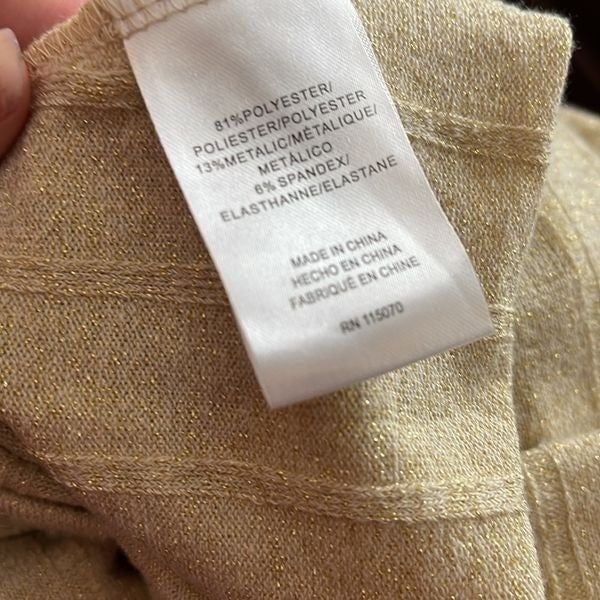 81%POLYESTER/
POLIESTER/POLYESTER
13%METALIC/MÉTALIQUE/
METÁLICO
6% SPANDEX/
ELASTHANNE/ELASTANE
MADE IN CHINA
HECHO EN CHINA
FABRIQUÉ EN CHINE
RN 115070